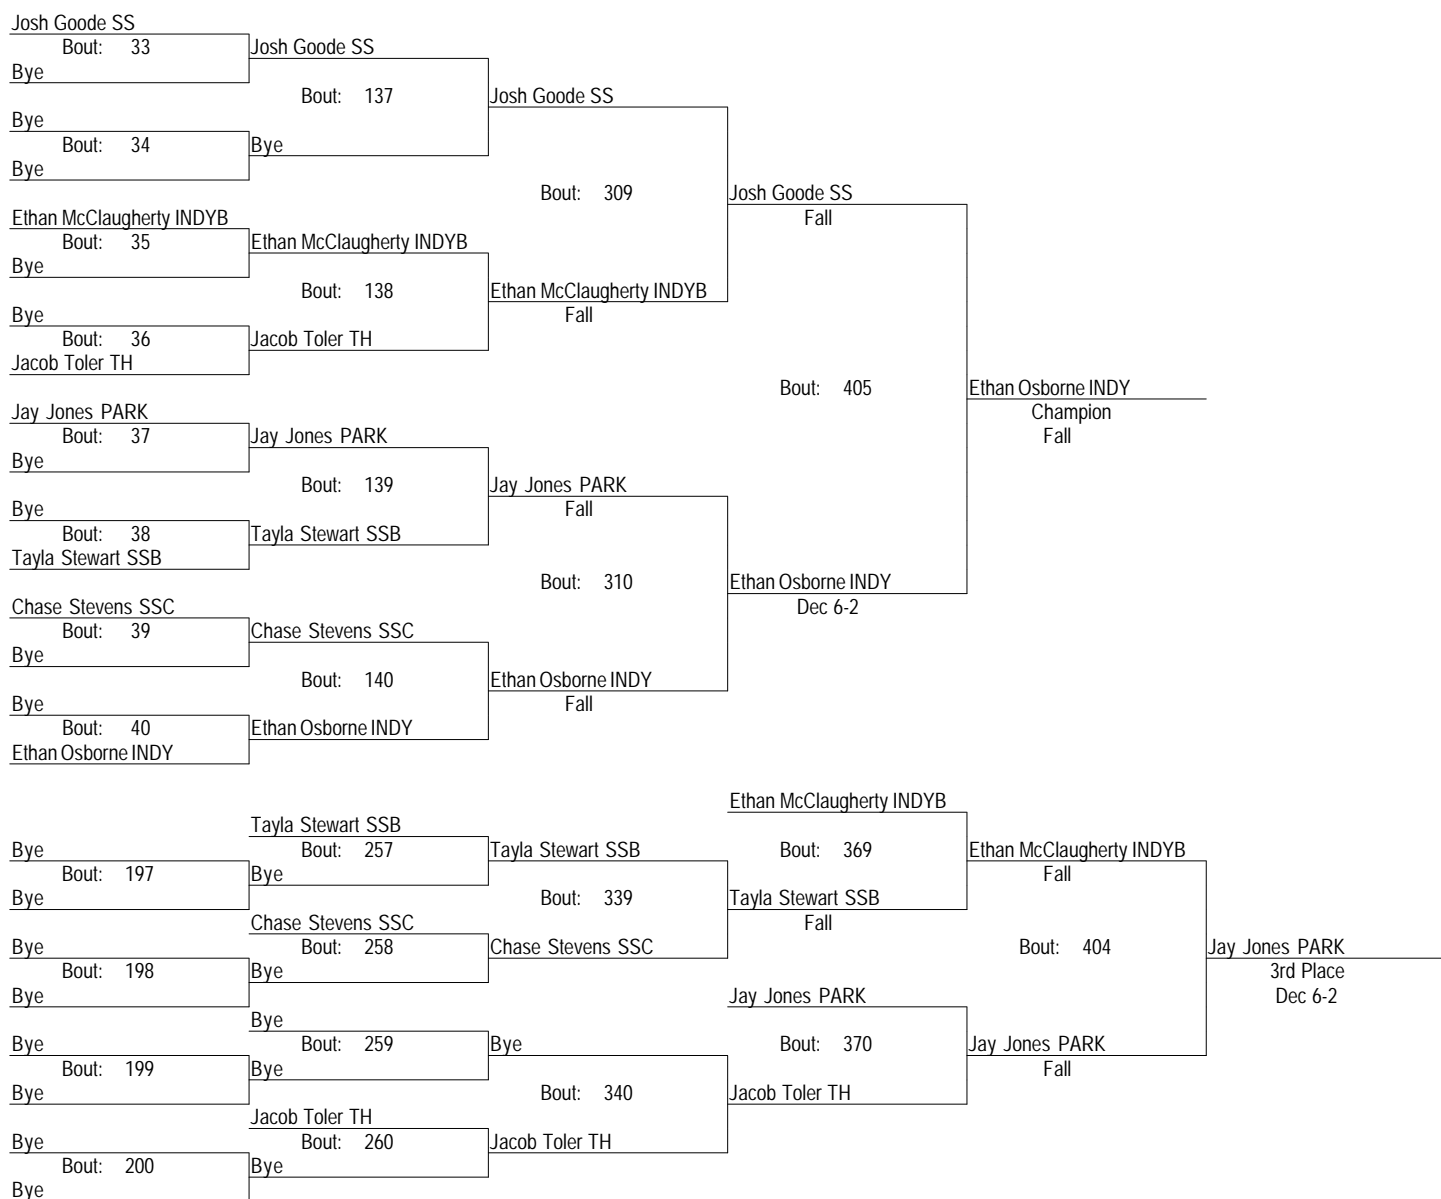 Josh Goode SS
Bout: 33
Josh Goode SS
Bye
Bout: 137
Josh Goode SS
Bye
Bout: 34
Bye
Bye
Bout: 309
Josh Goode SS
Fall
Ethan McClaugherty INDYB
Bout: 35
Ethan McClaugherty INDYB
Bye
Bout: 138
Ethan McClaugherty INDYB
Fall
Bye
Bout: 36
Jacob Toler TH
Jacob Toler TH
Bout: 405
Ethan Osborne INDY
Champion
Fall
Jay Jones PARK
Bout: 37
Jay Jones PARK
Bye
Bout: 139
Jay Jones PARK
Fall
Bye
Bout: 38
Tayla Stewart SSB
Tayla Stewart SSB
Bout: 310
Ethan Osborne INDY
Dec 6-2
Chase Stevens SSC
Bout: 39
Chase Stevens SSC
Bye
Bout: 140
Ethan Osborne INDY
Fall
Bye
Bout: 40
Ethan Osborne INDY
Ethan Osborne INDY
Ethan McClaugherty INDYB
Tayla Stewart SSB
Bye
Bout: 257
Tayla Stewart SSB
Bout: 369
Ethan McClaugherty INDYB
Fall
Bout: 197
Bye
Bye
Bout: 339
Tayla Stewart SSB
Fall
Chase Stevens SSC
Bye
Bout: 258
Chase Stevens SSC
Bout: 404
Jay Jones PARK
3rd Place
Dec 6-2
Bout: 198
Bye
Bye
Jay Jones PARK
Bye
Bye
Bout: 259
Bye
Bout: 370
Jay Jones PARK
Fall
Bout: 199
Bye
Bye
Bout: 340
Jacob Toler TH
Jacob Toler TH
Bye
Bout: 260
Jacob Toler TH
Bout: 200
Bye
Bye